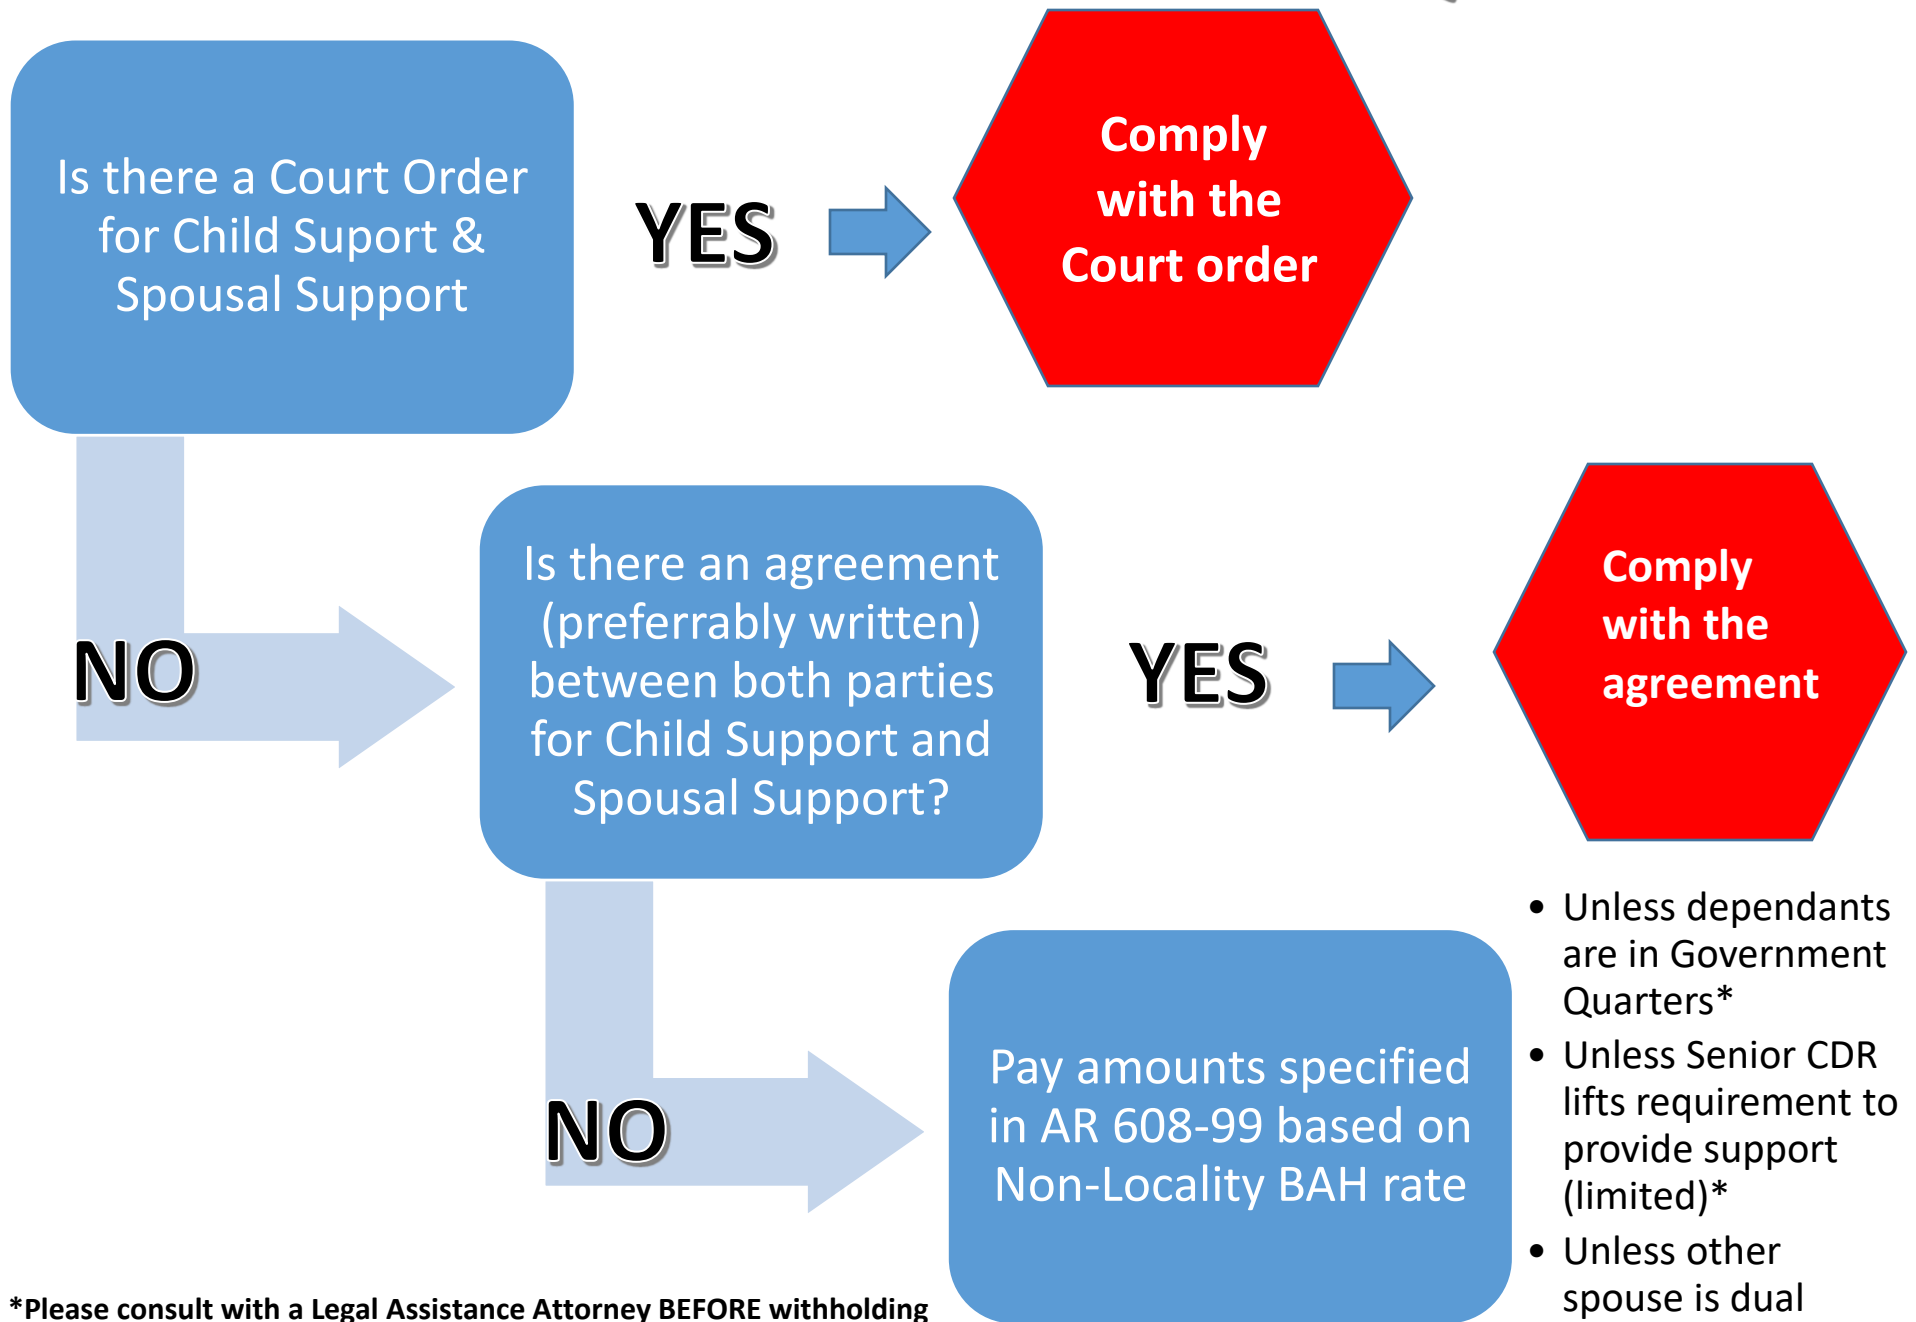 Is there a Court Order
for Child Suport &
Spousal Support
YES
Comply
with the
Court order
NO
Is there an agreement
(preferrably written)
between both parties
for Child Support and
Spousal Support?
YES
Comply
with the
agreement
NO
Pay amounts specified
in AR 608-99 based on
Non-Locality BAH rate
• Unless dependants
are in Government
Quarters*
• Unless Senior CDR
lifts requirement to
provide support
(limited)*
• Unless other
spouse is dual
*Please consult with a Legal Assistance Attorney BEFORE withholding